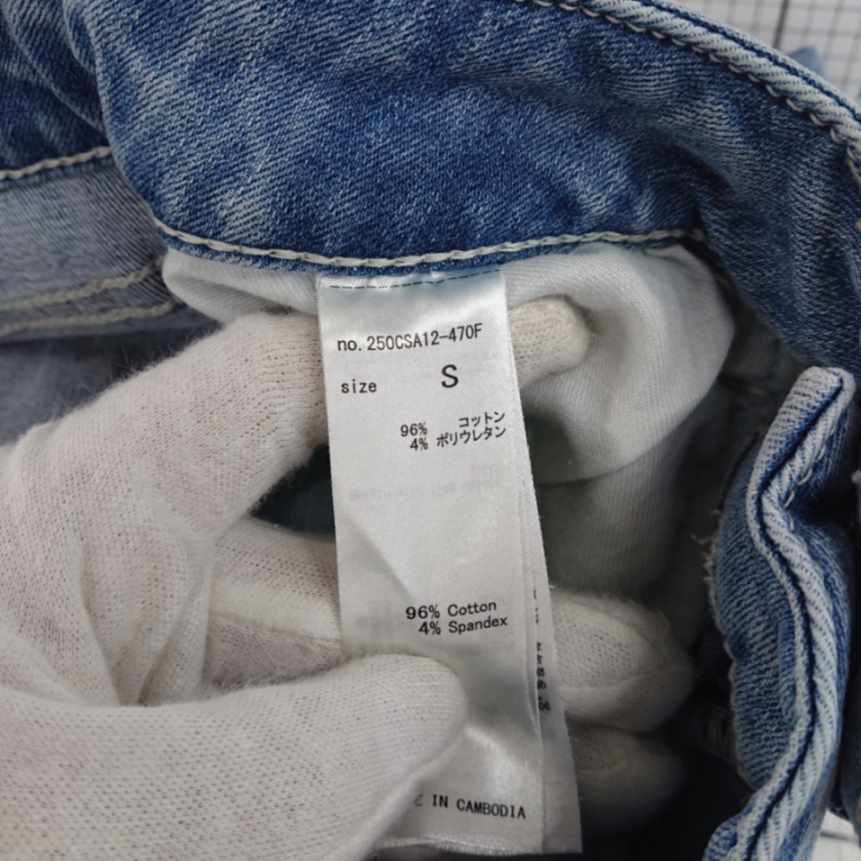 no. 250CSA12-470F
size S
96% コットン
4% ポリウレタン
96% Cotton
4% Spandex
IN CAMBODIA